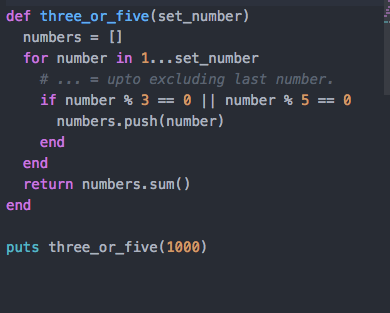 def three_or_five(set_number)
  numbers = []
  for number in 1...set_number
    # ... = upto excluding last number.
    if number % 3 == 0 || number % 5 == 0
      numbers.push(number)
    end
  end
  return numbers.sum()
end

puts three_or_five(1000)